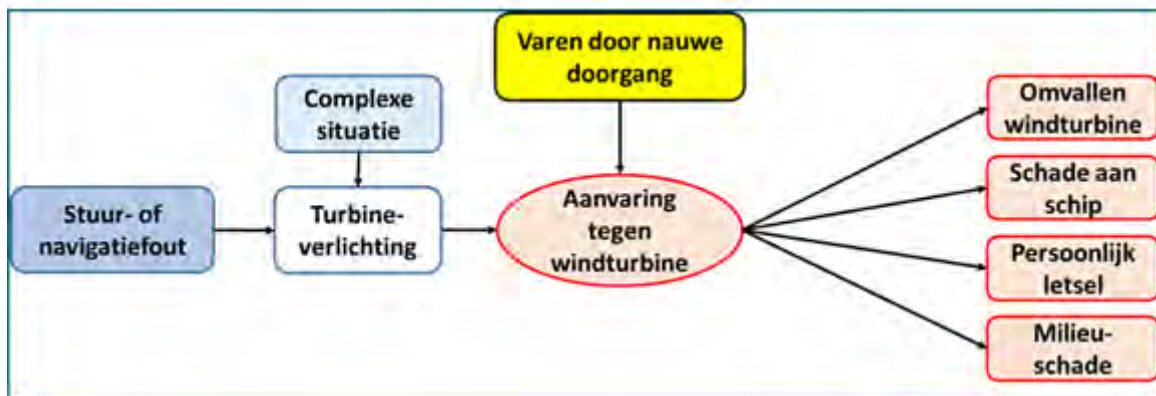 Varen door nauwe
doorgang
Complexe
situatie
Stuur- of
navigatiefout
Turbine-
verlichting
Aanvaring
tegen
windturbine
Omvallen
windturbine
Schade aan
schip
Persoonlijk
letsel
Milieu-
schade